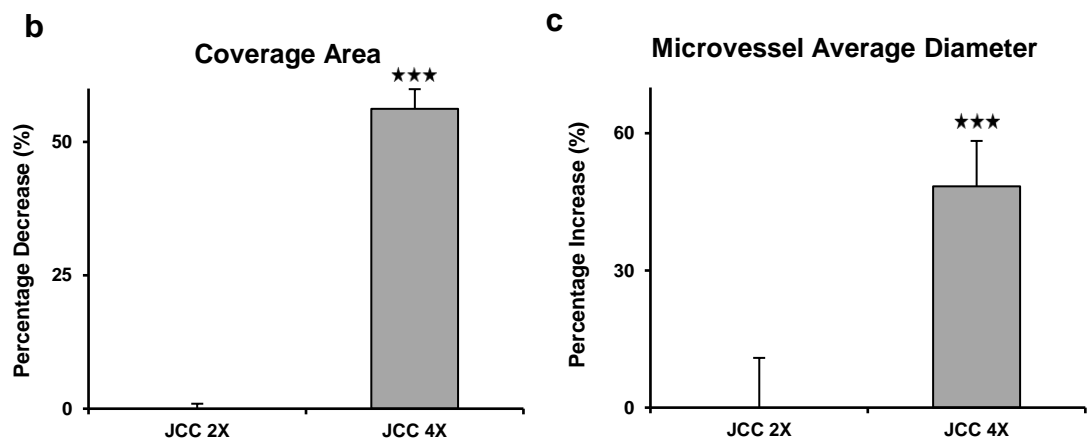 b
Coverage Area
★★★
Percentage Decrease (%)
50
25
0
JCC 2X
JCC 4X
c
Microvessel Average Diameter
★★★
Percentage Increase (%)
60
30
0
JCC 2X
JCC 4X